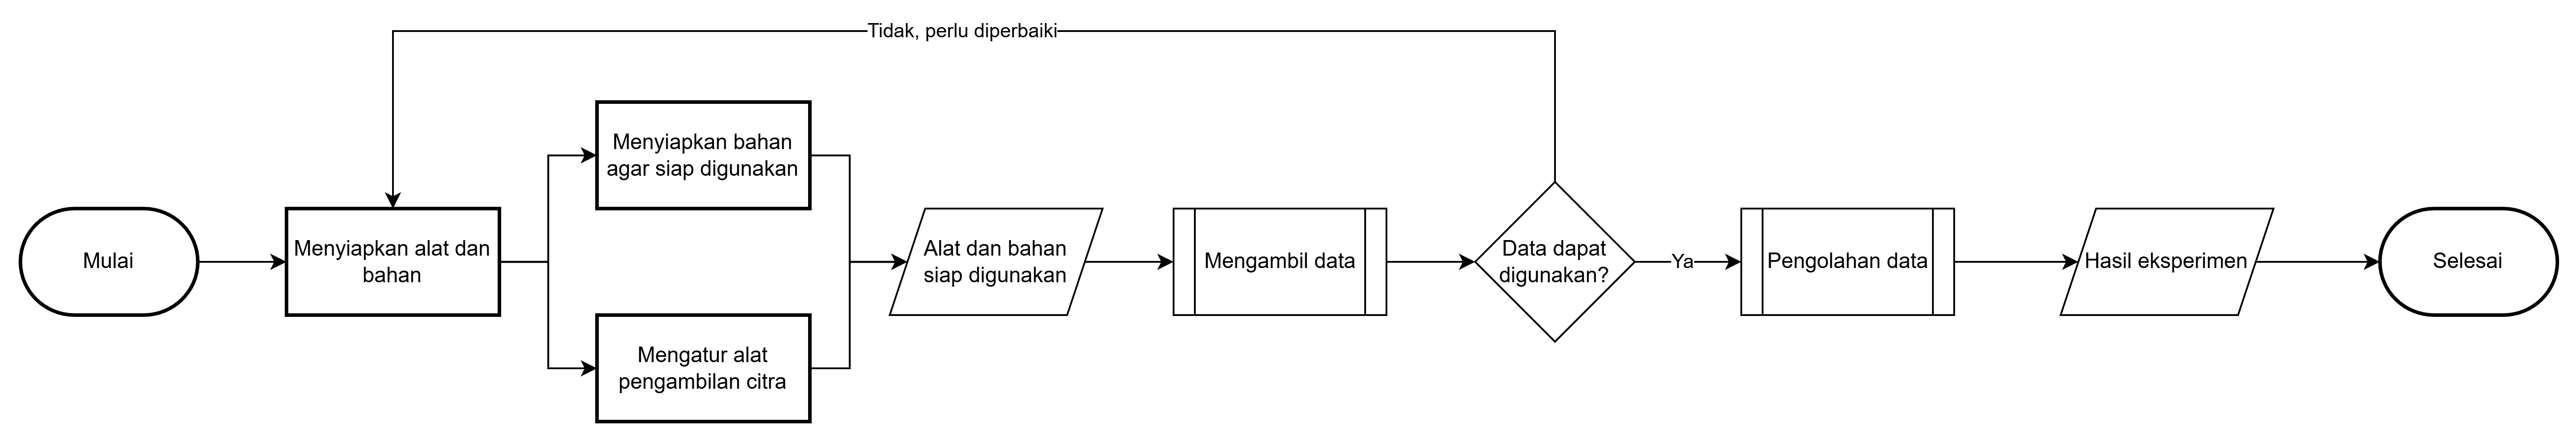 Tidak, perlu diperbaiki
Mulai
Menyiapkan alat dan
bahan
Menyiapkan bahan
agar siap digunakan
Mengatur alat
pengambilan citra
Alat dan bahan
siap digunakan
Mengambil data
Data dapat
digunakan?
Ya
Pengolahan data
Hasil eksperimen
Selesai